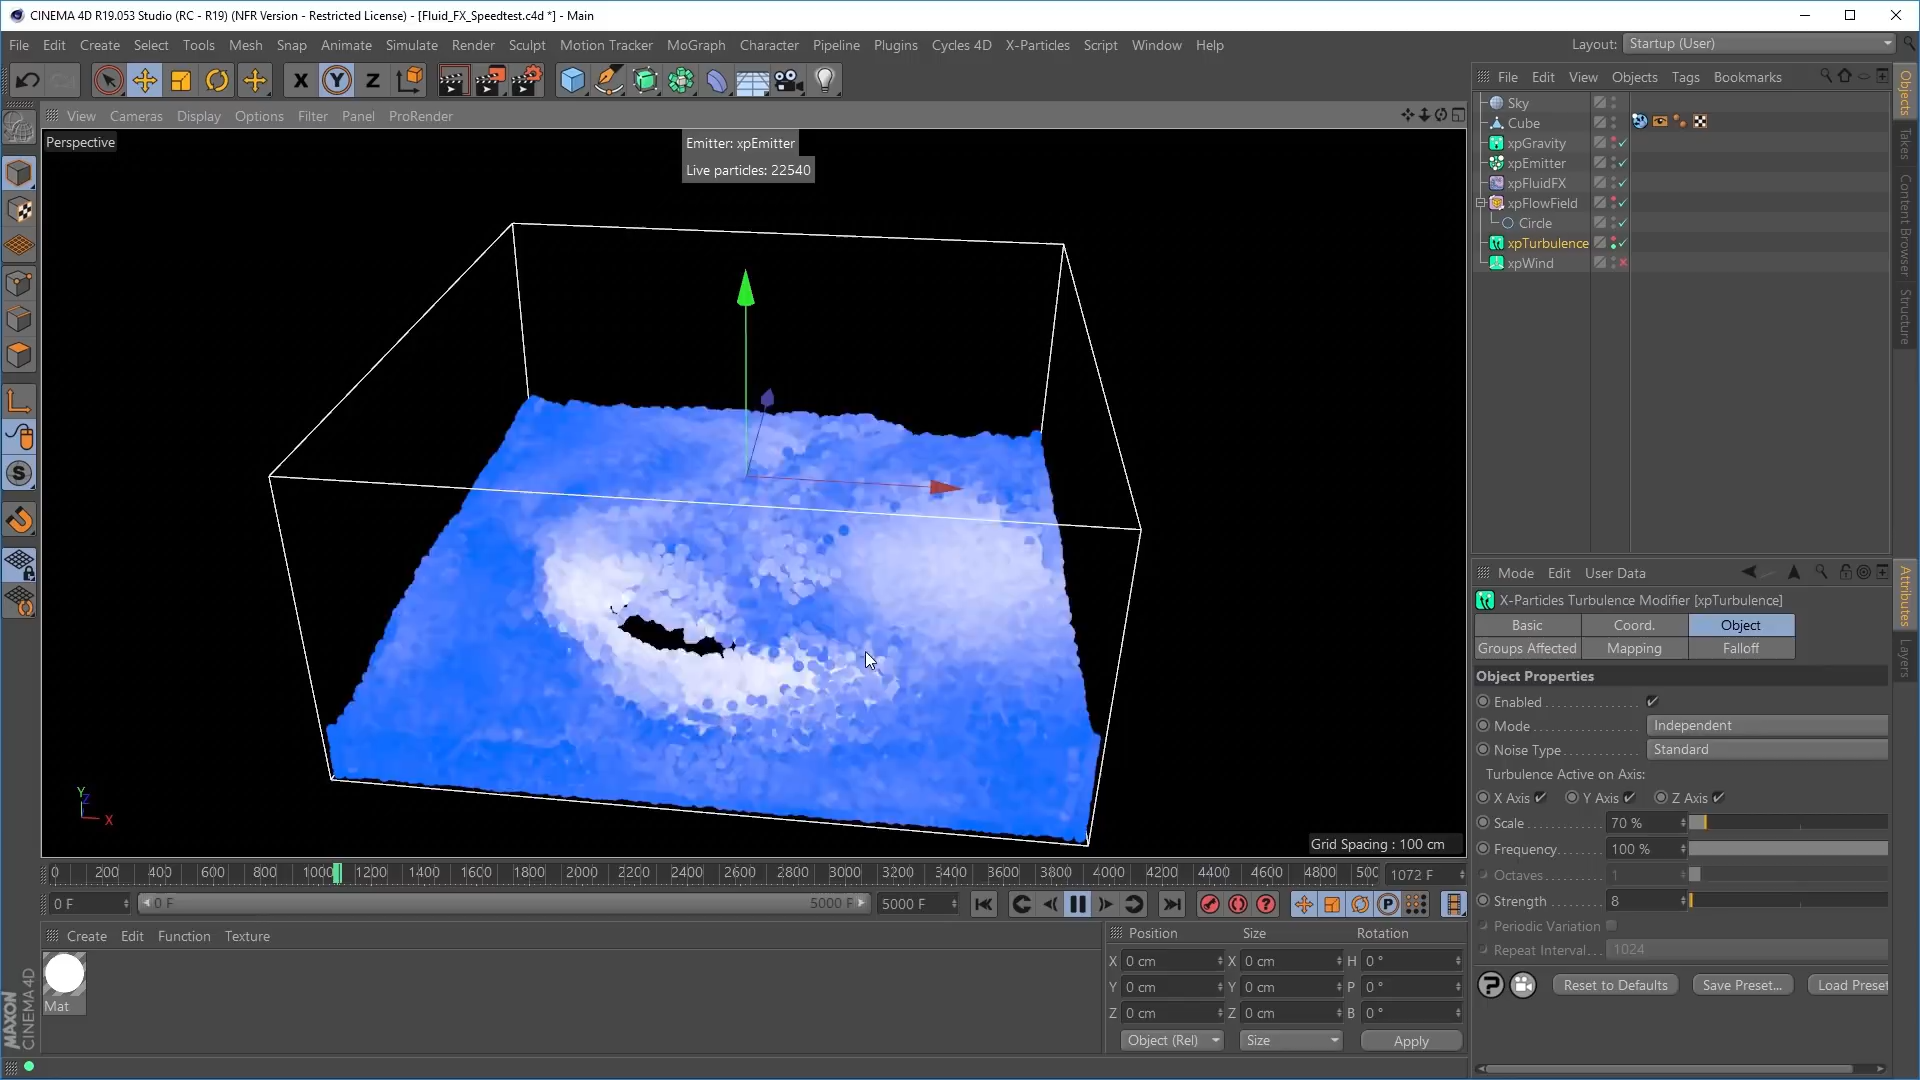 CINEMA 4D R19.053 Studio (RC - R19) (NFR Version - Restricted License) - [Fluid_FX_Speedtest.c4d *] - Main
File Edit Create Select Tools Mesh Snap Animate Simulate Render Sculpt Motion Tracker MoGraph Character Pipeline Plugins Cycles 4D X-Particles Script Window Help
Layout: Startup (User)
X Y Z
File Edit View Objects Tags Bookmarks
View Cameras Display Options Filter Panel ProRender
Perspective
Emitter: xpEmitter
Live particles: 22540
Sky
Cube
xpGravity
xpEmitter
xpFluidFX
xpFlowField
Circle
xpTurbulence
xpWind
Objects
Takes
Content Browser
Structure
Y
Z
X
Grid Spacing : 100 cm
Mode Edit User Data
X-Particles Turbulence Modifier [xpTurbulence]
Basic Coord. Object
Groups Affected Mapping Falloff
Object Properties
Enabled
Mode Independent
Noise Type Standard
Turbulence Active on Axis:
X Axis Y Axis Z Axis
Scale 70 %
Frequency 100 %
Octaves 1
Strength 8
Periodic Variation
Repeat Interval 1024
Reset to Defaults Save Preset... Load Preset
Attributes
Layers
0 200 400 600 800 1000 1200 1400 1600 1800 2000 2200 2400 2600 2800 3000 3200 3400 3600 3800 4000 4200 4400 4600 4800 500 1072 F
0 F 0 F 5000 F 5000 F
Create Edit Function Texture
Mat
Position Size Rotation
X 0 cm X 0 cm H 0 °
Y 0 cm Y 0 cm P 0 °
Z 0 cm Z 0 cm B 0 °
Object (Rel) Size Apply
MAXON
CINEMA 4D